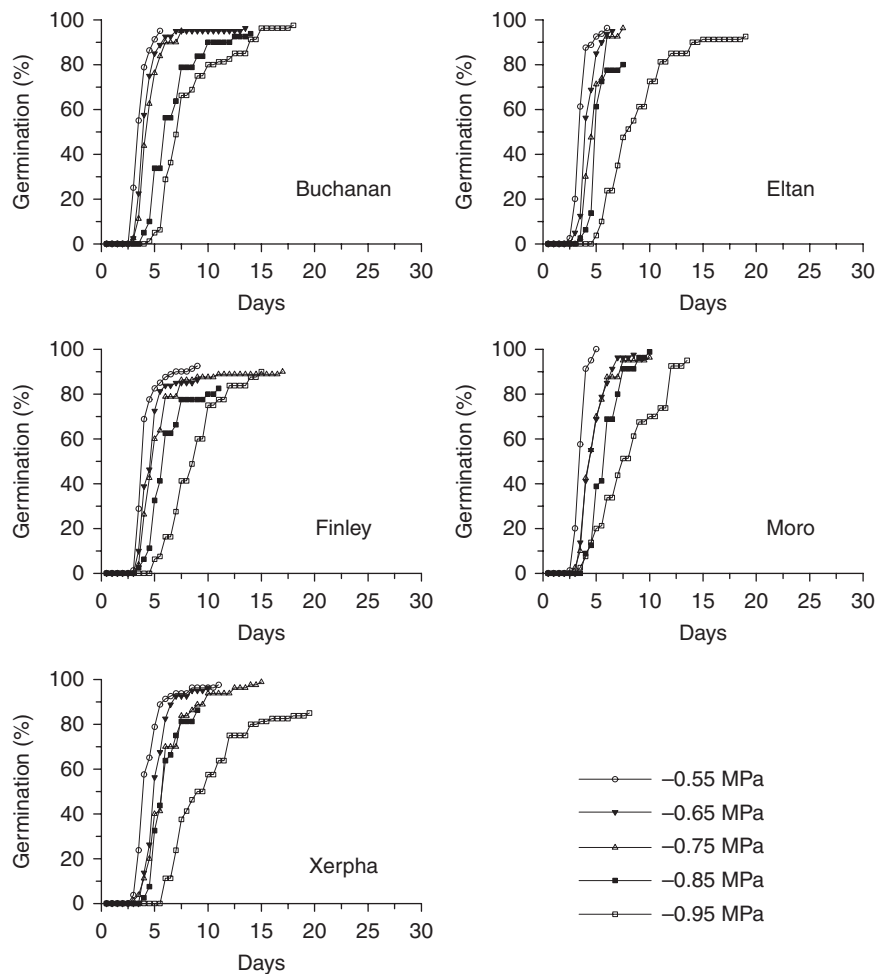 100
80
60
40
20
0
Germination (%)
0 5 10 15 20 25 30
Days
Buchanan
100
80
60
40
20
0
Germination (%)
0 5 10 15 20 25 30
Days
Eltan
100
80
60
40
20
0
Germination (%)
0 5 10 15 20 25 30
Days
Finley
100
80
60
40
20
0
Germination (%)
0 5 10 15 20 25 30
Days
Moro
100
80
60
40
20
0
Germination (%)
0 5 10 15 20 25 30
Days
Xerpha
–0.55 MPa
–0.65 MPa
–0.75 MPa
–0.85 MPa
–0.95 MPa